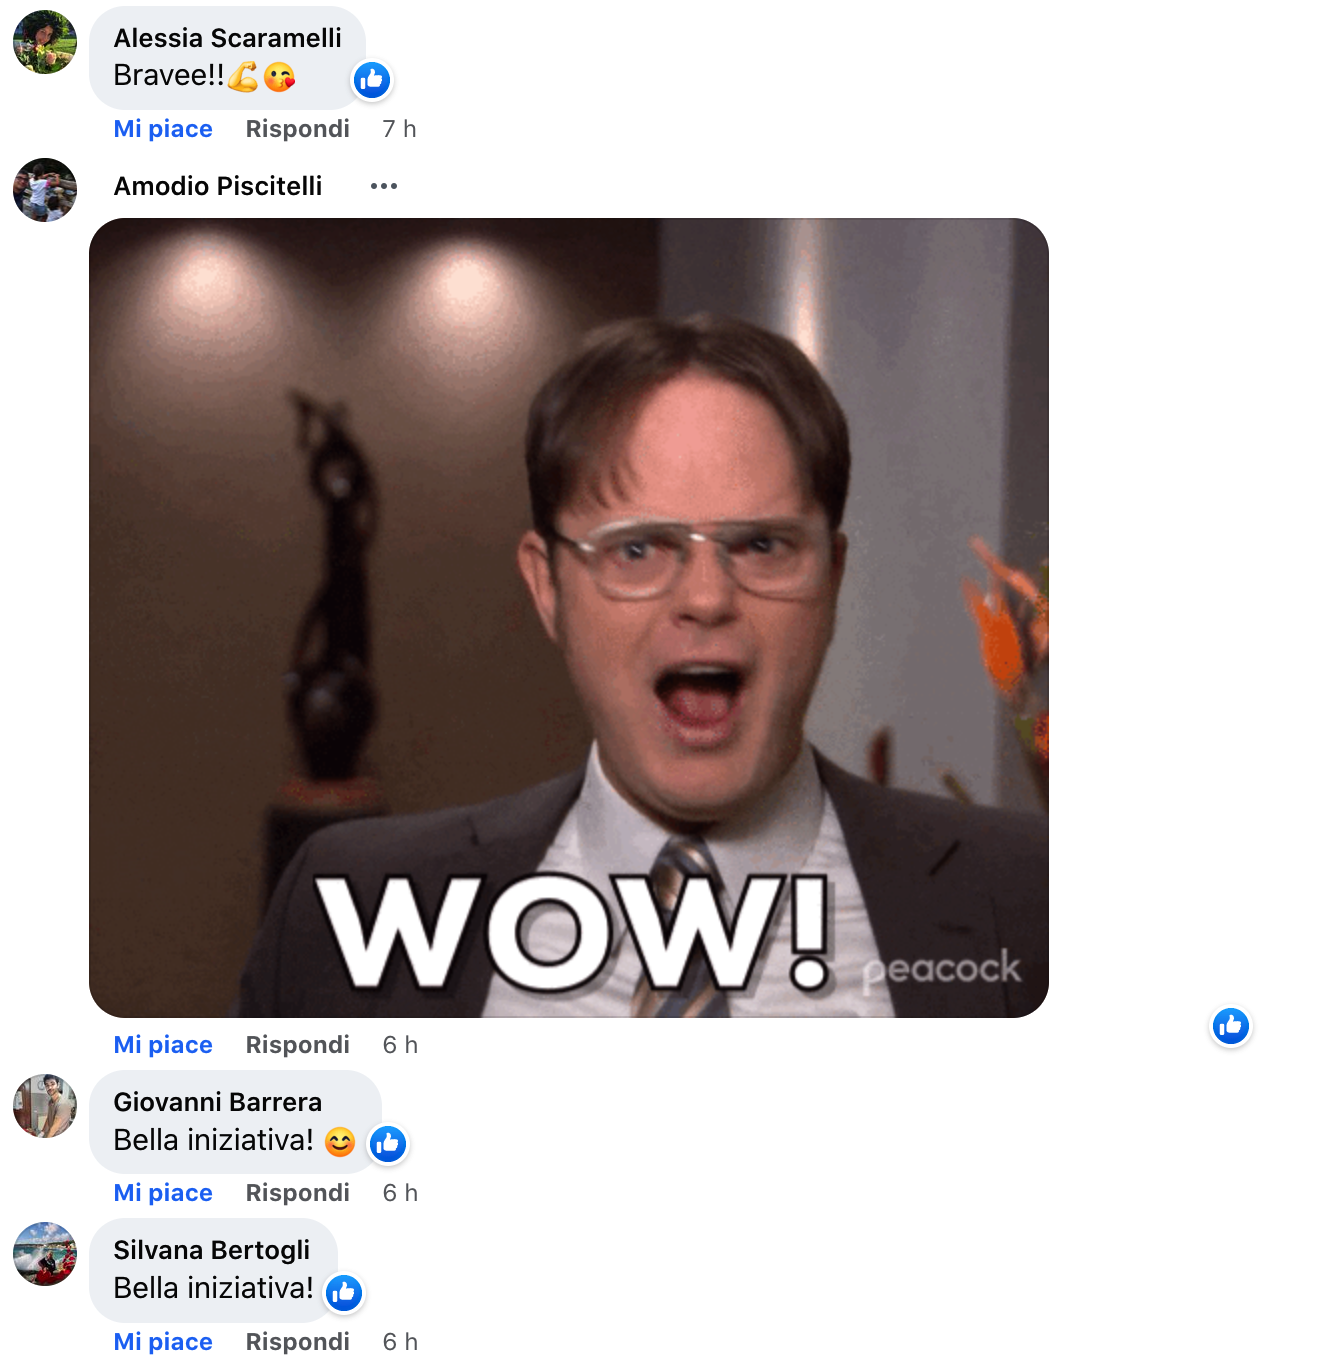 Alessia Scaramelli
Bravee!!💪😘
Mi piace Rispondi 7 h
Amodio Piscitelli
WOW!
peacock
Mi piace Rispondi 6 h
Giovanni Barrera
Bella iniziativa! 😊
Mi piace Rispondi 6 h
Silvana Bertogli
Bella iniziativa!
Mi piace Rispondi 6 h